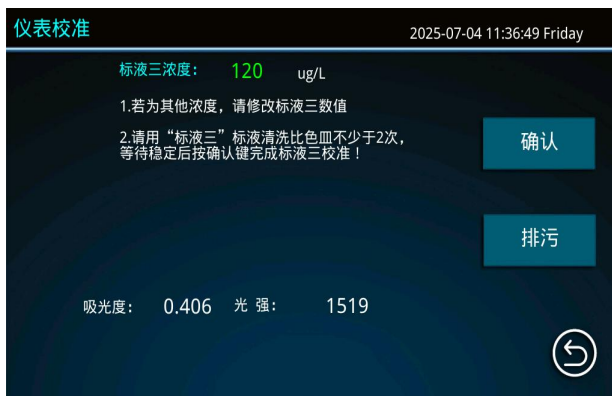 仪表校准
2025-07-04 11:36:49 Friday
标液三浓度: 120 ug/L
1.若为其他浓度，请修改标液三数值
2.请用“标液三”标液清洗比色皿不少于2次，
等待稳定后按确认键完成标液三校准！
确认
排污
吸光度: 0.406 光 强: 1519